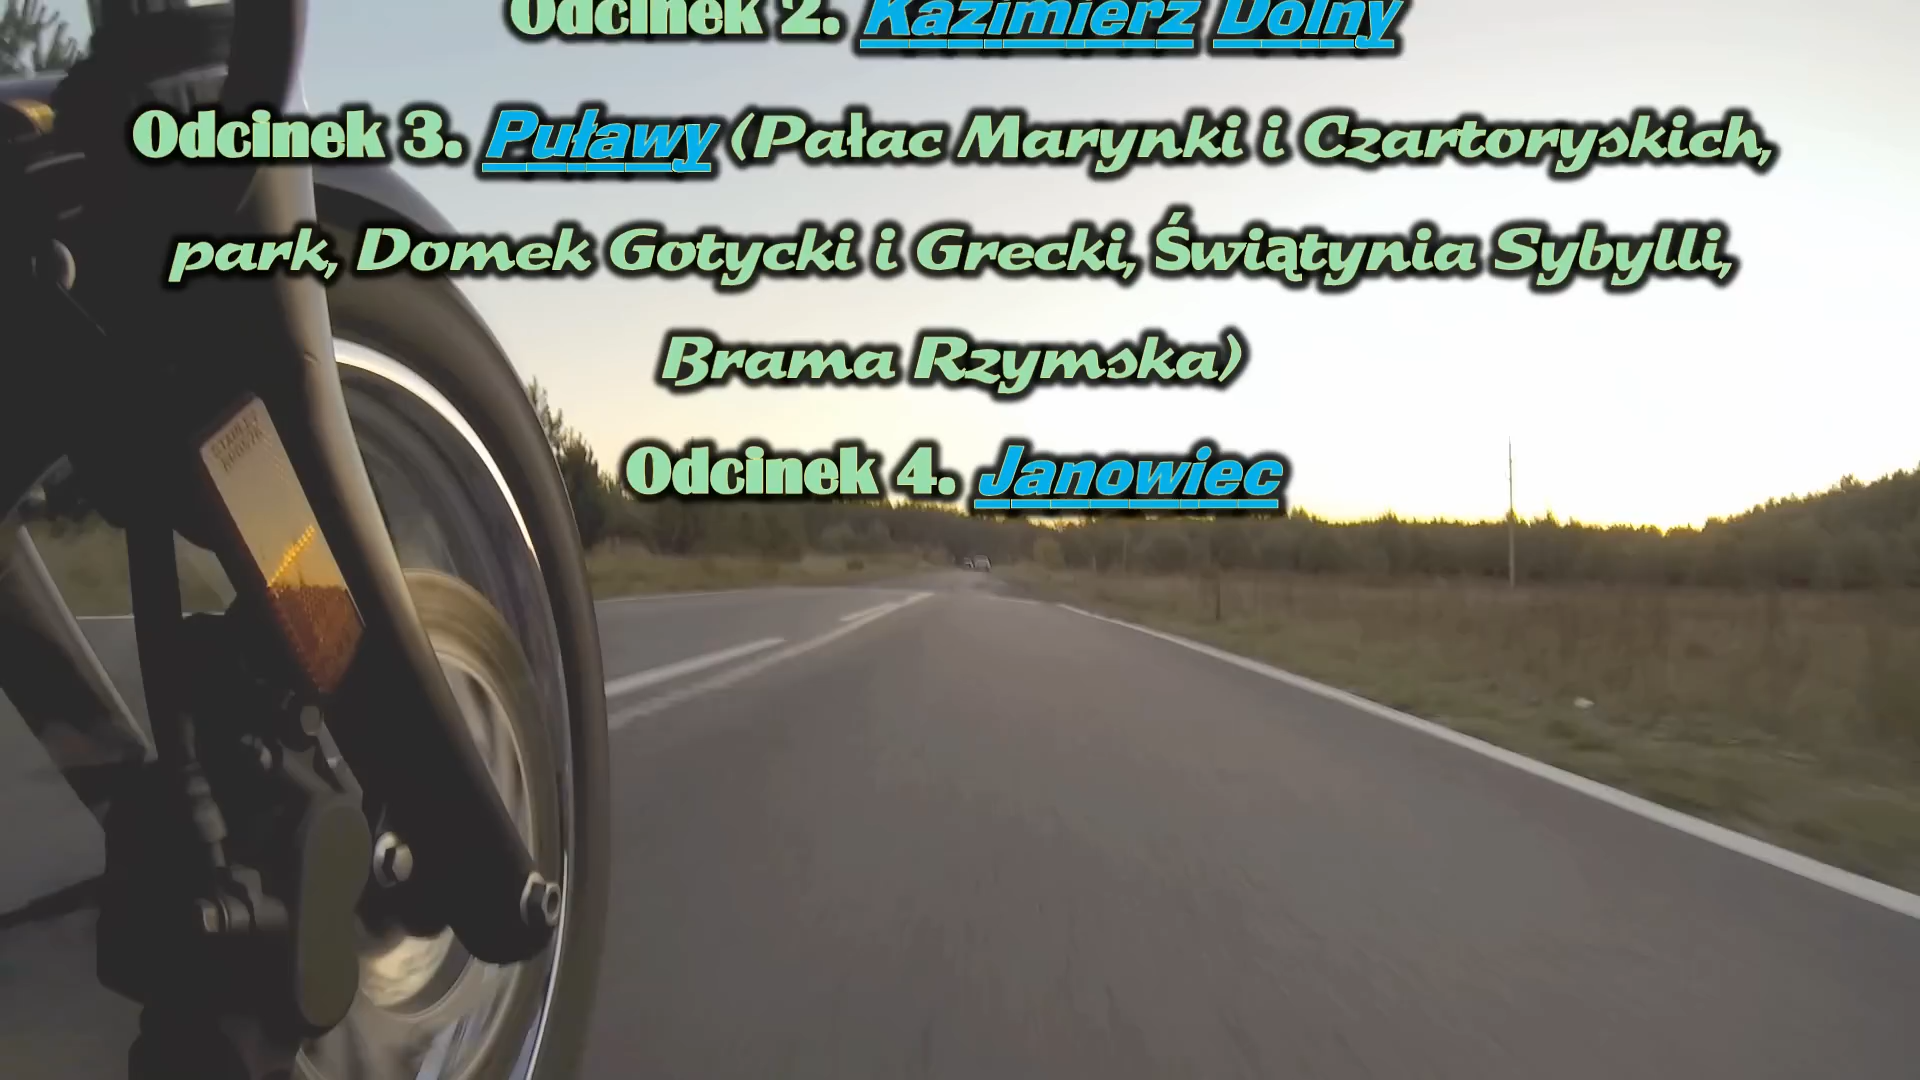 Odcinek 2. Kazimierz Dolny
Odcinek 3. Puławy (Pałac Marynki i Czartoryskich,
park, Domek Gotycki i Grecki, Świątynia Sybylli,
Brama Rzymska)
Odcinek 4. Janowiec